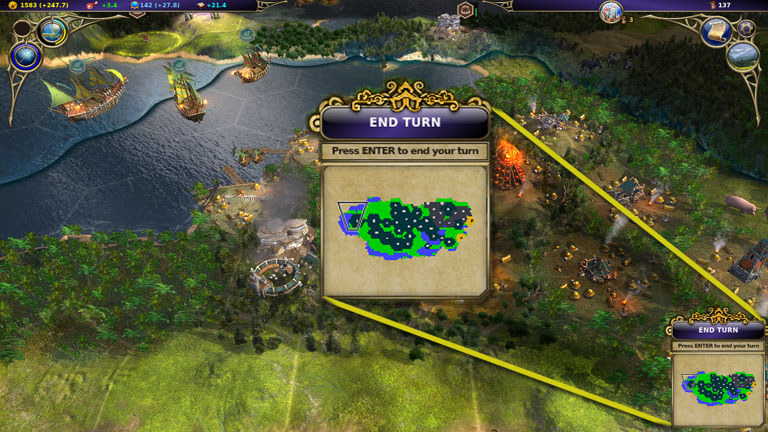 1583 (+247.7) +3.4 142 (+27.8) +21.4 137
3
END TURN
Press ENTER to end your turn
END TURN
Press ENTER to end your turn